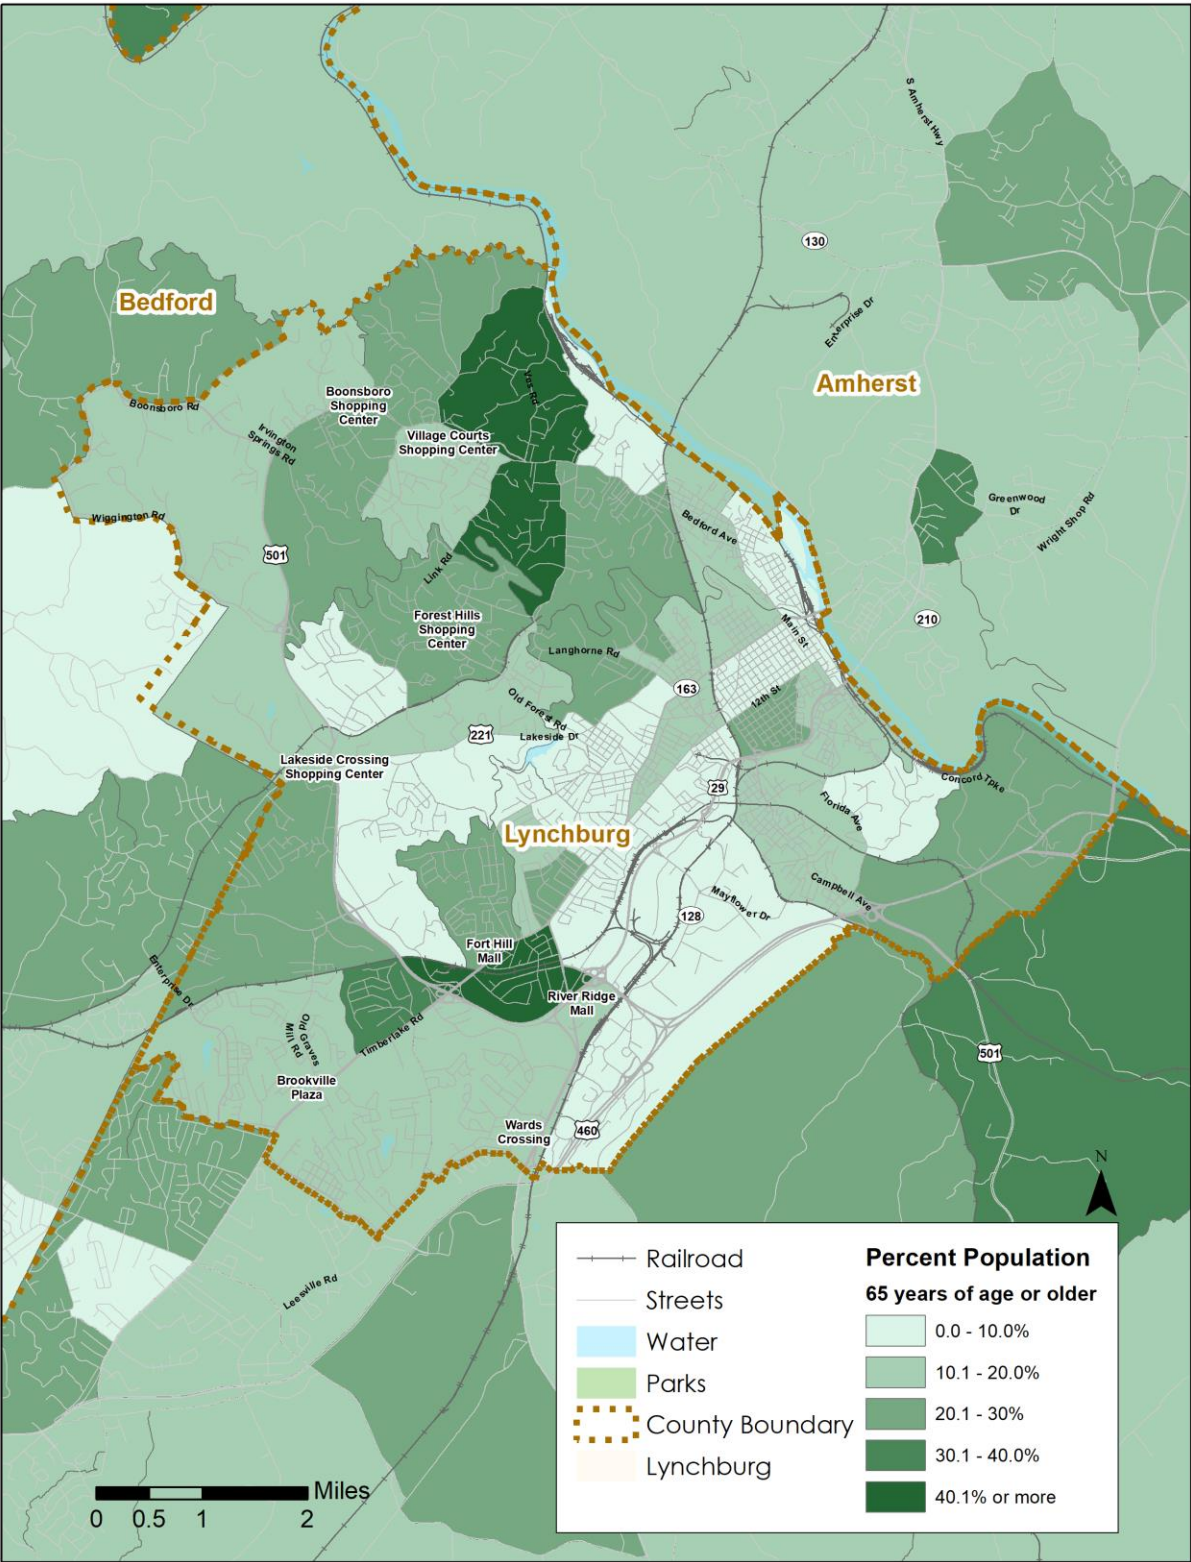 S Amherst Hwy
130
Bedford
Enterprise Dr
Amherst
Boonsboro
Shopping
Center
Boonsboro Rd
Irvington
Springs Rd
Village Courts
Shopping Center
Greenwood
Dr
Wright Shop Rd
Wiggington Rd
Bedford Ave
501
Link Rd
Forest Hills
Shopping
Center
210
Main St
Langhorne Rd
163
12th St
Old Forest Rd
221
Lakeside Dr
Lakeside Crossing
Shopping Center
Concord Tpke
29
Florida Ave
Lynchburg
Campbell Ave
Mayflower Dr
128
Fort Hill
Mall
Enterprise Dr
River Ridge
Mall
Old Graves
Mill Rd
Timberlake Rd
501
Brookville
Plaza
Wards
Crossing
460
N
Leesville Rd
Railroad
Streets
Water
Parks
County Boundary
Lynchburg
Percent Population
65 years of age or older
0.0 - 10.0%
10.1 - 20.0%
20.1 - 30%
30.1 - 40.0%
40.1% or more
Miles
0 0.5 1 2